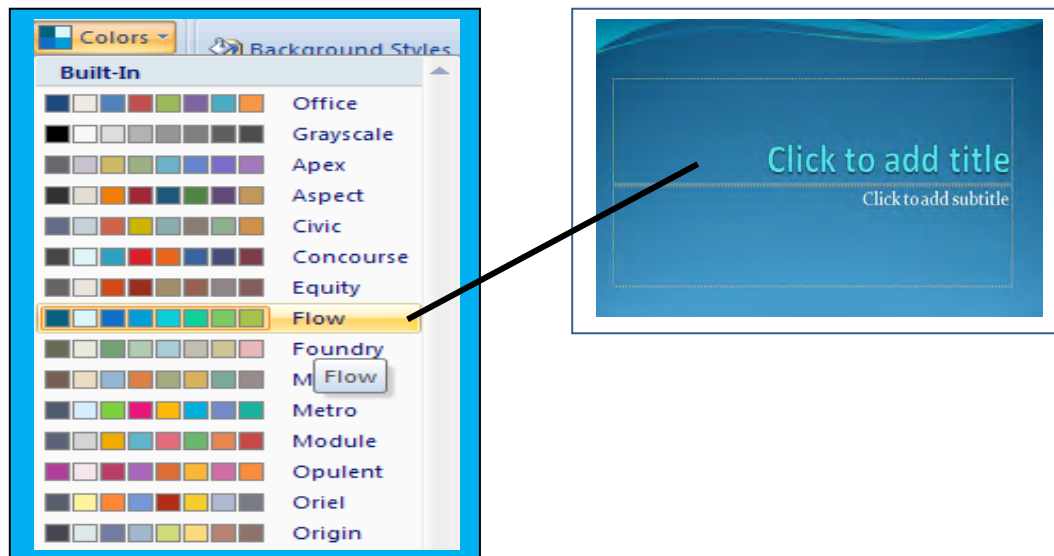 Colors
Background Styles
Built-In
Office
Grayscale
Apex
Aspect
Civic
Concourse
Equity
Flow
Foundry
M
Flow
Metro
Module
Opulent
Oriel
Origin
Click to add title
Click to add subtitle